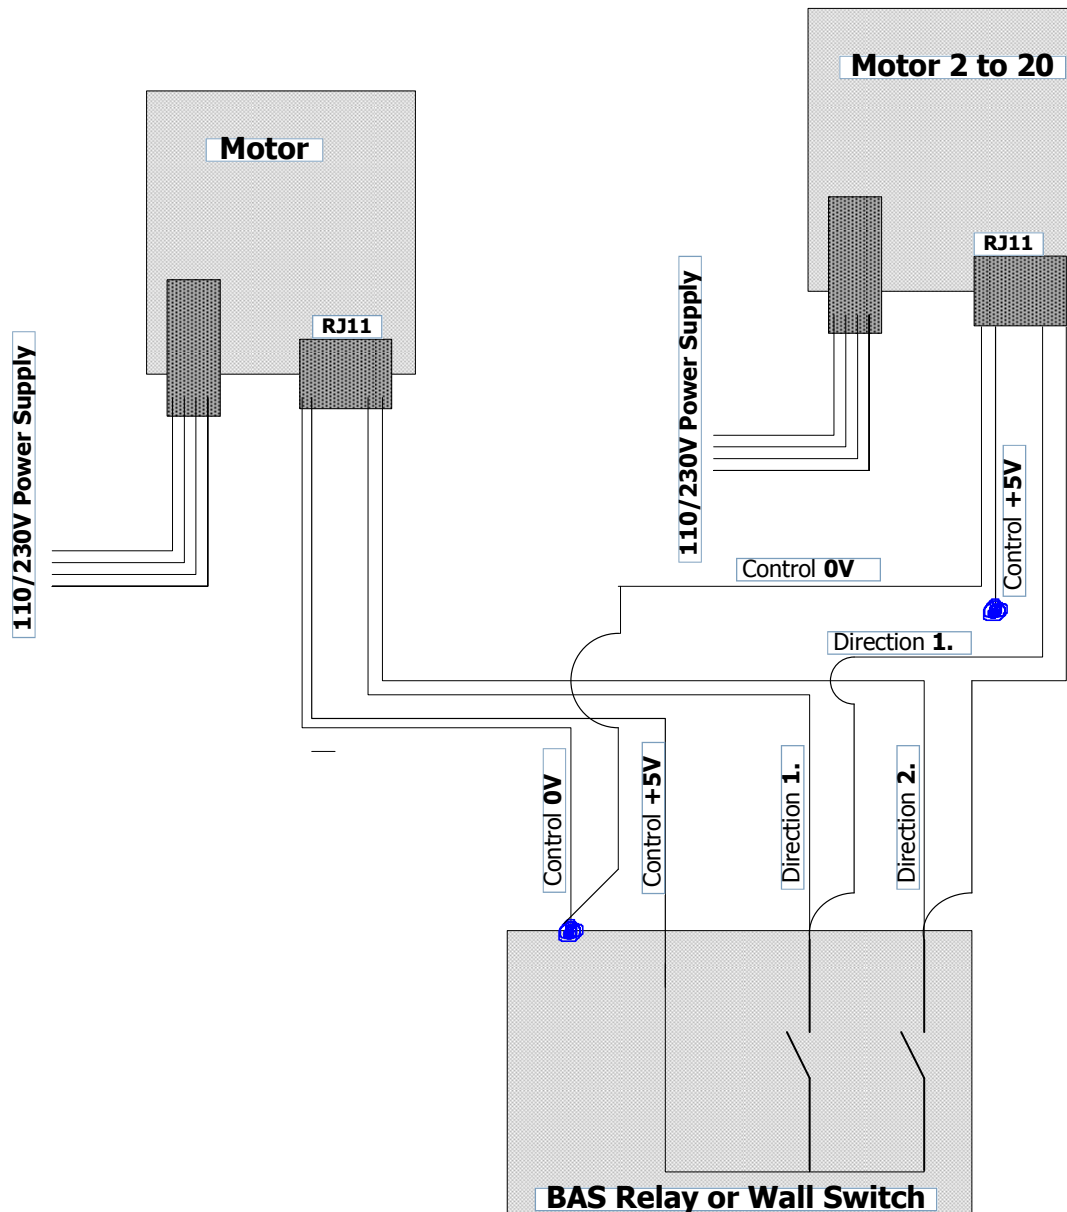 Motor 2 to 20
Motor
RJ11
110/230V Power Supply
RJ11
110/230V Power Supply
Control +5V
Control 0V
Direction 1.
Control 0V
Control +5V
Direction 1.
Direction 2.
BAS Relay or Wall Switch